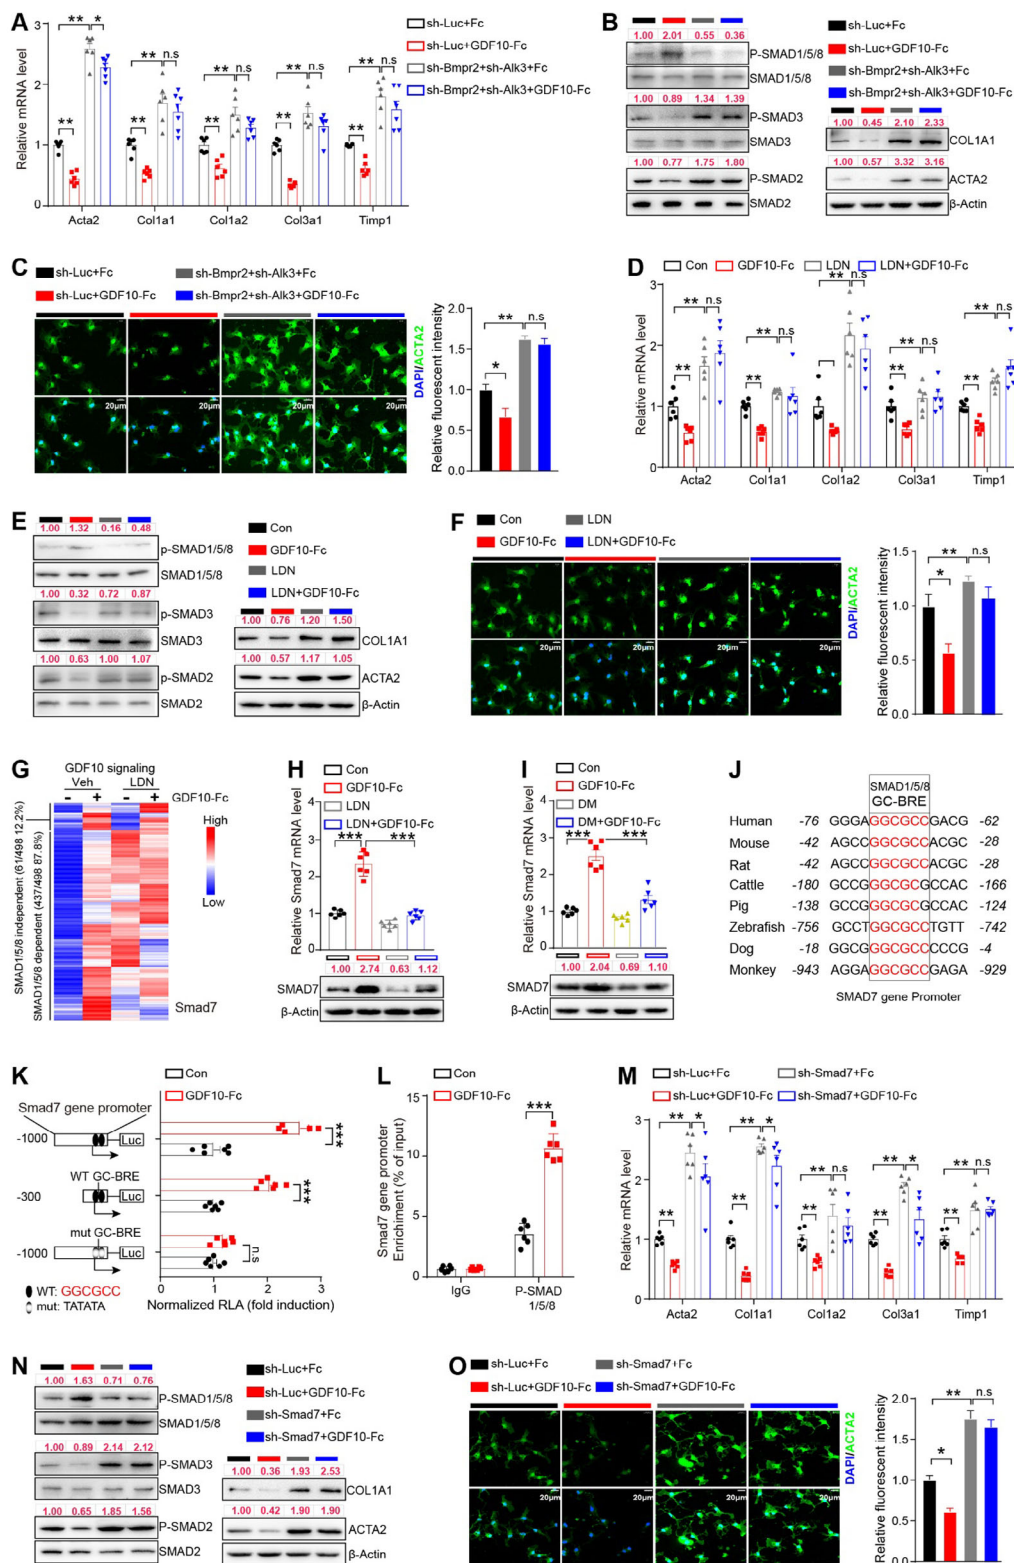 A
Relative mRNA level
3
2
1
0
** *
** n.s
** n.s
** n.s
** n.s
** ** ** ** **
Acta2 Col1a1 Col1a2 Col3a1 Timp1
sh-Luc+Fc
sh-Luc+GDF10-Fc
sh-Bmpr2+sh-Alk3+Fc
sh-Bmpr2+sh-Alk3+GDF10-Fc
B
1.00 2.01 0.55 0.36
P-SMAD1/5/8
SMAD1/5/8
1.00 0.89 1.34 1.39
P-SMAD3
SMAD3
1.00 0.77 1.75 1.80
P-SMAD2
SMAD2
sh-Luc+Fc
sh-Luc+GDF10-Fc
sh-Bmpr2+sh-Alk3+Fc
sh-Bmpr2+sh-Alk3+GDF10-Fc
1.00 0.45 2.10 2.33
COL1A1
1.00 0.57 3.32 3.16
ACTA2
β-Actin
C
sh-Luc+Fc sh-Bmpr2+sh-Alk3+Fc
sh-Luc+GDF10-Fc sh-Bmpr2+sh-Alk3+GDF10-Fc
20μm 20μm 20μm 20μm
DAPI/ACTA2
Relative fluorescent intensity
2.0
1.5
1.0
0.5
0.0
** n.s
*
D
Con GDF10-Fc LDN LDN+GDF10-Fc
Relative mRNA level
3
2
1
0
** n.s
** n.s
** n.s
** n.s
** n.s
** ** ** **
Acta2 Col1a1 Col1a2 Col3a1 Timp1
E
1.00 1.32 0.16 0.48
p-SMAD1/5/8
SMAD1/5/8
1.00 0.32 0.72 0.87
p-SMAD3
SMAD3
1.00 0.63 1.00 1.07
p-SMAD2
SMAD2
Con
GDF10-Fc
LDN
LDN+GDF10-Fc
1.00 0.76 1.20 1.50
COL1A1
1.00 0.57 1.17 1.05
ACTA2
β-Actin
F
Con LDN
GDF10-Fc LDN+GDF10-Fc
20μm 20μm 20μm 20μm
DAPI/ACTA2
Relative fluorescent intensity
1.5
1.0
0.5
0.0
** n.s
*
G
GDF10 signaling
Veh LDN
- + - + GDF10-Fc
High
Low
SMAD1/5/8 independent (61/498 12.2%)
SMAD1/5/8 dependent (437/498 87.8%)
Smad7
H
Con
GDF10-Fc
LDN
LDN+GDF10-Fc
Relative Smad7 mRNA level
4
3
2
1
0
*** ***
1.00 2.74 0.63 1.12
SMAD7
β-Actin
I
Con
GDF10-Fc
DM
DM+GDF10-Fc
Relative Smad7 mRNA level
3
2
1
0
*** ***
1.00 2.04 0.69 1.10
SMAD7
β-Actin
J
SMAD1/5/8
GC-BRE
Human -76 GGGAGGCGCCGACG -62
Mouse -42 AGCCGGCGCCACGC -28
Rat -42 AGCCGGCGCCACGC -28
Cattle -180 GCCGGGCGCGCCAC -166
Pig -138 GCCGGGCGCGCCAC -124
Zebrafish -756 GCCTGGCGCCTGTT -742
Dog -18 GGCGGGCGCCCCCG -4
Monkey -943 AGGAGGCGCCGAGA -929
SMAD7 gene Promoter
K
Con
GDF10-Fc
Smad7 gene promoter
-1000 Luc
WT GC-BRE
-300 Luc
mut GC-BRE
-1000 Luc
WT: GGCGCC
mut: TATATA
***
***
n.s
0 1 2 3
Normalized RLA (fold induction)
L
Con
GDF10-Fc
Smad7 gene promoter
Enrichiment (% of input)
15
10
5
0
***
IgG P-SMAD
1/5/8
M
sh-Luc+Fc sh-Smad7+Fc
sh-Luc+GDF10-Fc sh-Smad7+GDF10-Fc
Relative mRNA level
3
2
1
0
** *
** *
** n.s
** *
** n.s
** ** ** ** **
Acta2 Col1a1 Col1a2 Col3a1 Timp1
N
1.00 1.63 0.71 0.76
P-SMAD1/5/8
SMAD1/5/8
1.00 0.89 2.14 2.12
P-SMAD3
SMAD3
1.00 0.65 1.85 1.56
P-SMAD2
SMAD2
sh-Luc+Fc
sh-Luc+GDF10-Fc
sh-Smad7+Fc
sh-Smad7+GDF10-Fc
1.00 0.36 1.93 2.53
COL1A1
1.00 0.42 1.90 1.90
ACTA2
β-Actin
O
sh-Luc+Fc sh-Smad7+Fc
sh-Luc+GDF10-Fc sh-Smad7+GDF10-Fc
20μm 20μm 20μm 20μm
DAPI/ACTA2
Relative fluorescent intensity
2.0
1.5
1.0
0.5
0.0
** n.s
*